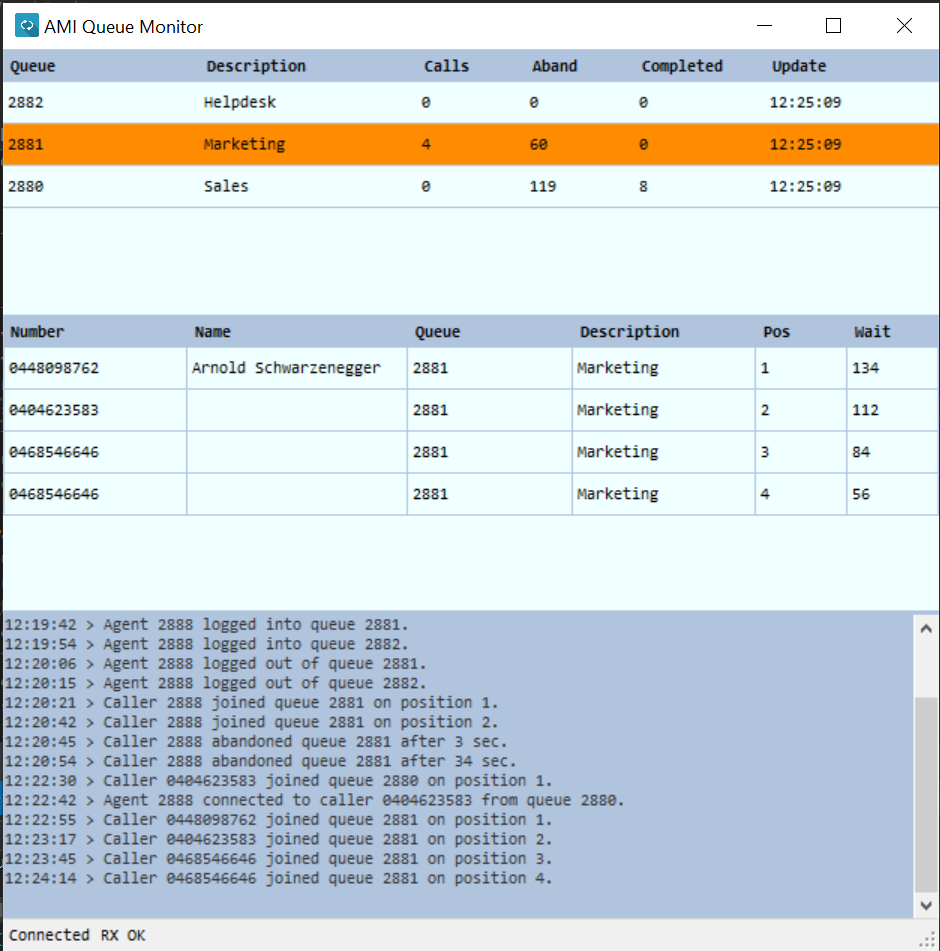 AMI Queue Monitor
Queue Description Calls Aband Completed Update
2882 Helpdesk 0 0 0 12:25:09
2881 Marketing 4 60 0 12:25:09
2880 Sales 0 119 8 12:25:09
Number Name Queue Description Pos Wait
0448098762 Arnold Schwarzenegger 2881 Marketing 1 134
0404623583 2881 Marketing 2 112
0468546646 2881 Marketing 3 84
0468546646 2881 Marketing 4 56
12:19:42 > Agent 2888 logged into queue 2881.
12:19:54 > Agent 2888 logged into queue 2882.
12:20:06 > Agent 2888 logged out of queue 2881.
12:20:15 > Agent 2888 logged out of queue 2882.
12:20:21 > Caller 2888 joined queue 2881 on position 1.
12:20:42 > Caller 2888 joined queue 2881 on position 2.
12:20:45 > Caller 2888 abandoned queue 2881 after 3 sec.
12:20:54 > Caller 2888 abandoned queue 2881 after 34 sec.
12:22:30 > Caller 0404623583 joined queue 2880 on position 1.
12:22:42 > Agent 2888 connected to caller 0404623583 from queue 2880.
12:22:55 > Caller 0448098762 joined queue 2881 on position 1.
12:23:17 > Caller 0404623583 joined queue 2881 on position 2.
12:23:45 > Caller 0468546646 joined queue 2881 on position 3.
12:24:14 > Caller 0468546646 joined queue 2881 on position 4.
Connected RX OK